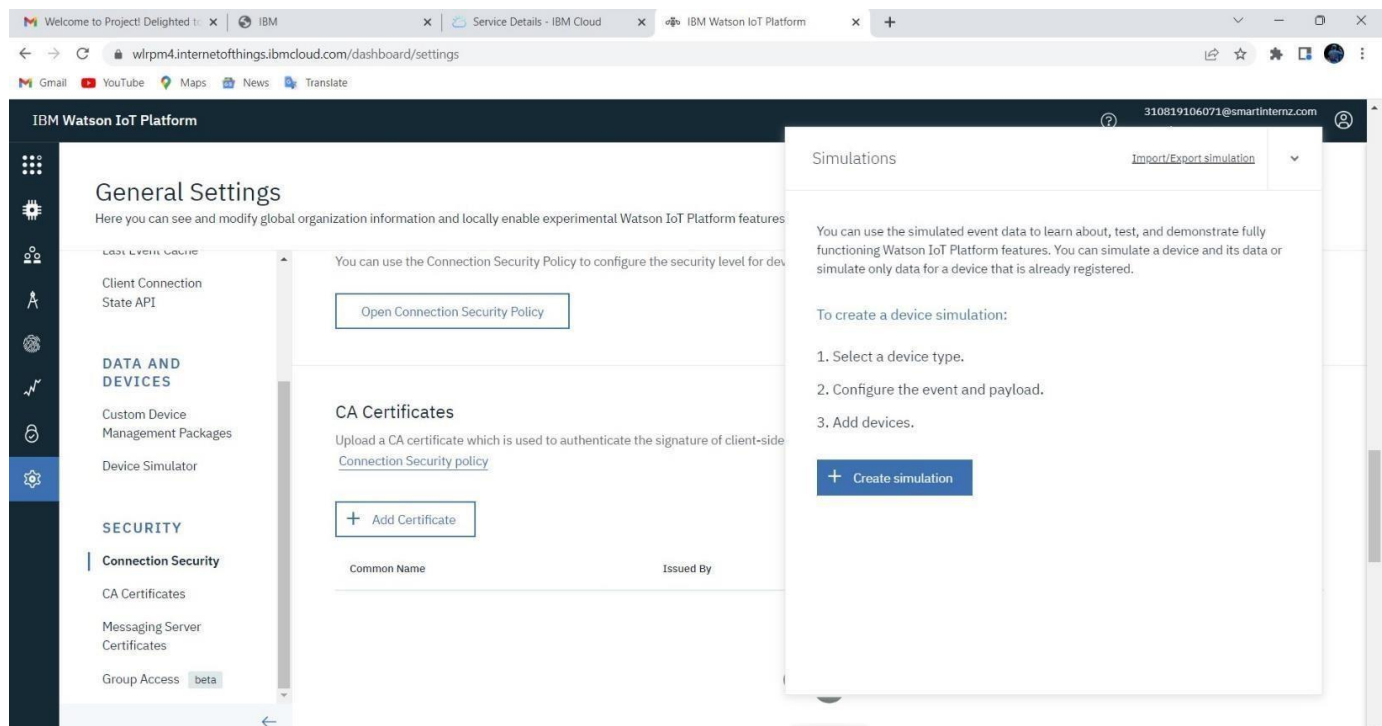 Welcome to Project! Delighted to
IBM
Service Details - IBM Cloud
IBM Watson IoT Platform
wlrpm4.internetofthings.ibmcloud.com/dashboard/settings
Gmail
YouTube
Maps
News
Translate
IBM Watson IoT Platform
310819106071@smartinternz.com
General Settings
Here you can see and modify global organization information and locally enable experimental Watson IoT Platform features
Last Event Cache
Client Connection
State API
DATA AND
DEVICES
Custom Device
Management Packages
Device Simulator
SECURITY
Connection Security
CA Certificates
Messaging Server
Certificates
Group Access beta
You can use the Connection Security Policy to configure the security level for dev
Open Connection Security Policy
CA Certificates
Upload a CA certificate which is used to authenticate the signature of client-side
Connection Security policy
+ Add Certificate
Common Name
Issued By
Simulations
Import/Export simulation
You can use the simulated event data to learn about, test, and demonstrate fully
functioning Watson IoT Platform features. You can simulate a device and its data or
simulate only data for a device that is already registered.
To create a device simulation:
1. Select a device type.
2. Configure the event and payload.
3. Add devices.
+ Create simulation